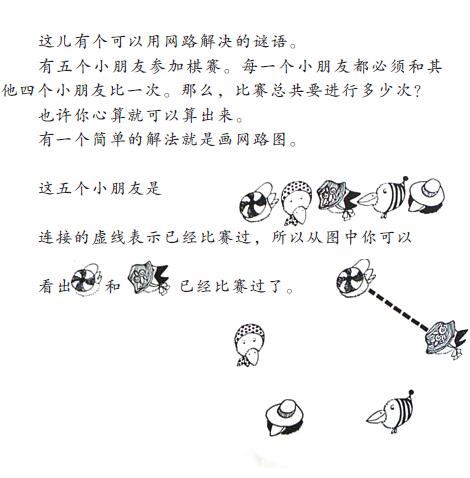 这儿有个可以用网路解决的谜语。
有五个小朋友参加棋赛。每一个小朋友都必须和其
他四个小朋友比一次。那么，比赛总共要进行多少次？
也许你心算就可以算出来。
有一个简单的解法就是画网路图。
这五个小朋友是
连接的虚线表示已经比赛过，所以从图中你可以
看出 和 已经比赛过了。